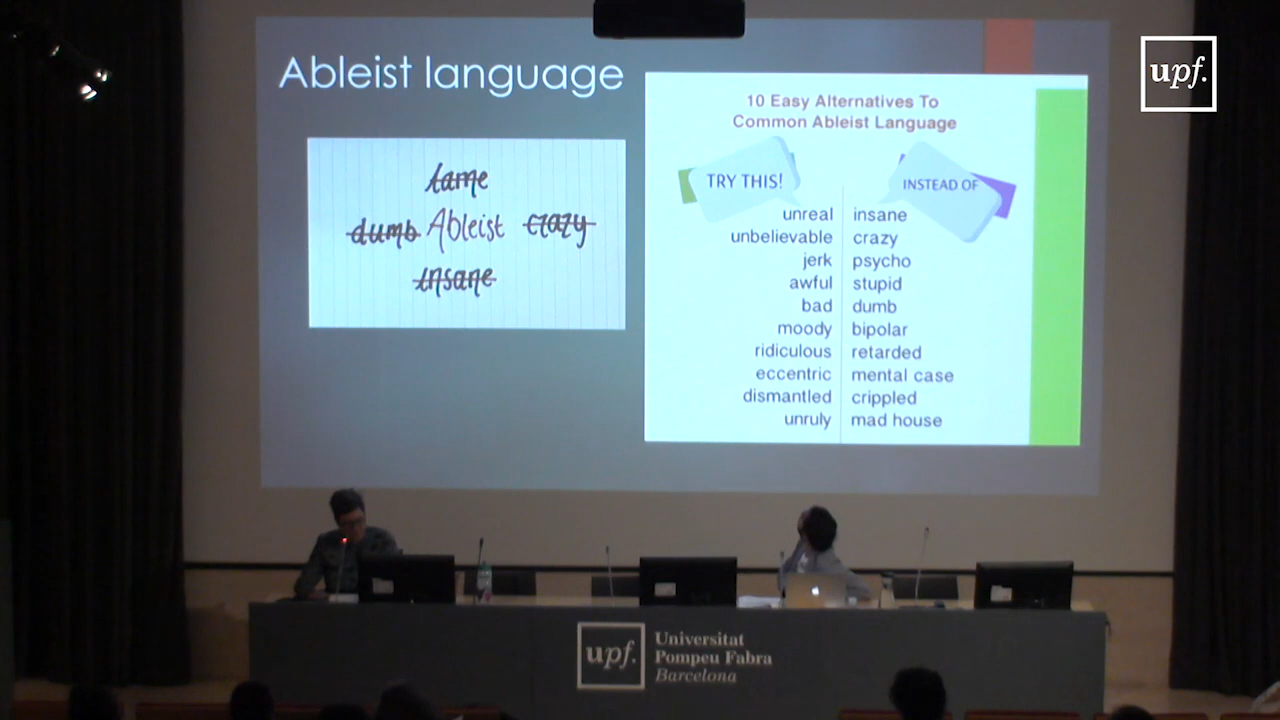 Ableist language
upf.
10 Easy Alternatives To
Common Ableist Language
TRY THIS! INSTEAD OF
unreal insane
unbelievable crazy
jerk psycho
awful stupid
bad dumb
moody bipolar
ridiculous retarded
eccentric mental case
dismantled crippled
unruly mad house
lame
dumb Ableist crazy
insane
upf.
Universitat
Pompeu Fabra
Barcelona